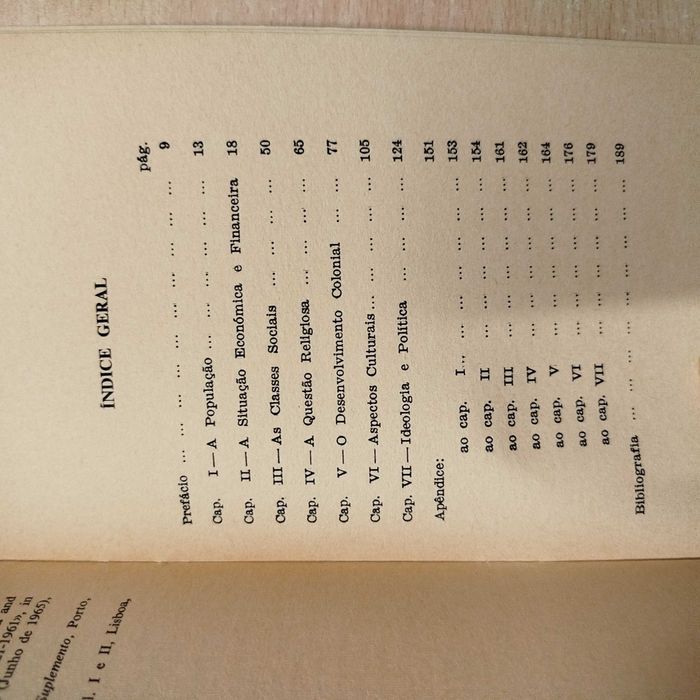 ÍNDICE GERAL
pág.
Prefácio ... ... ... ... ... ... ... ... ... ... 9
Cap. I — A População ... ... ... ... ... ... ... 13
Cap. II — A Situação Económica e Financeira 18
Cap. III — As Classes Sociais ... ... ... ... 50
Cap. IV — A Questão Religiosa ... ... ... ... 65
Cap. V — O Desenvolvimento Colonial ... ... 77
Cap. VI — Aspectos Culturais ... ... ... ... ... 105
Cap. VII — Ideologia e Política ... ... ... ... 124
Apêndice: 151
ao cap. I... ... ... ... ... ... ... 153
ao cap. II ... ... ... ... ... ... 154
ao cap. III ... ... ... ... ... ... 161
ao cap. IV ... ... ... ... ... ... 162
ao cap. V ... ... ... ... ... ... 164
ao cap. VI ... ... ... ... ... ... 176
ao cap. VII ... ... ... ... ... ... 179
Bibliografia ... ... ... ... ... ... ... ... ... 189
and
-1961», in
(Junho de 1965),
Suplemento, Porto,
I e II, Lisboa,